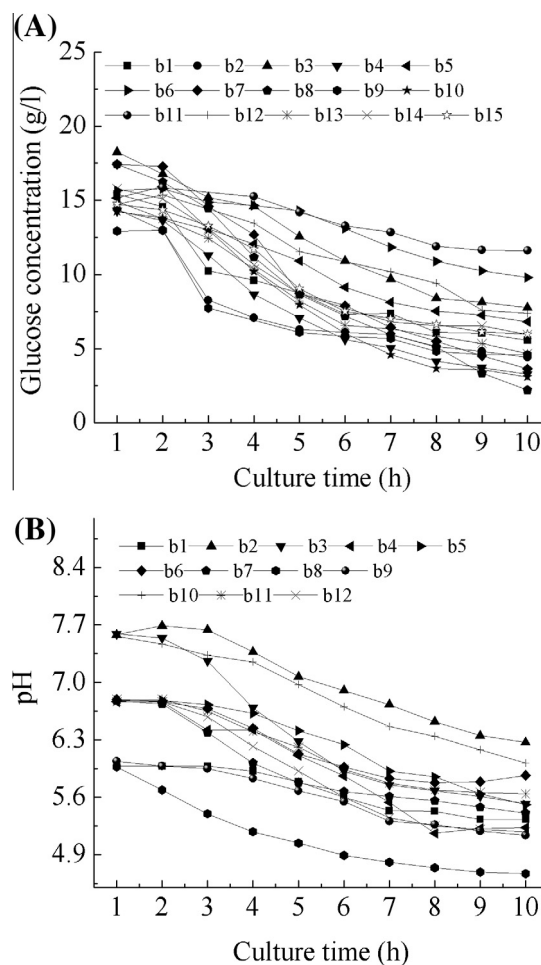 (A)
25
b1 b2 b3 b4 b5
20
b6 b7 b8 b9 b10
b11 b12 b13 b14 b15
15
10
5
0
Glucose concentration (g/l)
1 2 3 4 5 6 7 8 9 10
Culture time (h)
(B)
b1 b2 b3 b4 b5
8.4
b6 b7 b8 b9
b10 b11 b12
7.7
7.0
6.3
5.6
4.9
pH
1 2 3 4 5 6 7 8 9 10
Culture time (h)